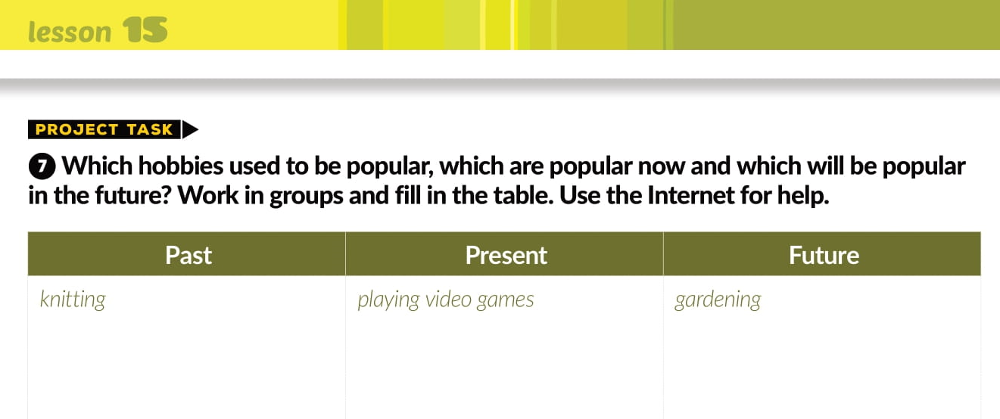 lesson 15
PROJECT TASK
7 Which hobbies used to be popular, which are popular now and which will be popular
in the future? Work in groups and fill in the table. Use the Internet for help.
Past Present Future
knitting playing video games gardening